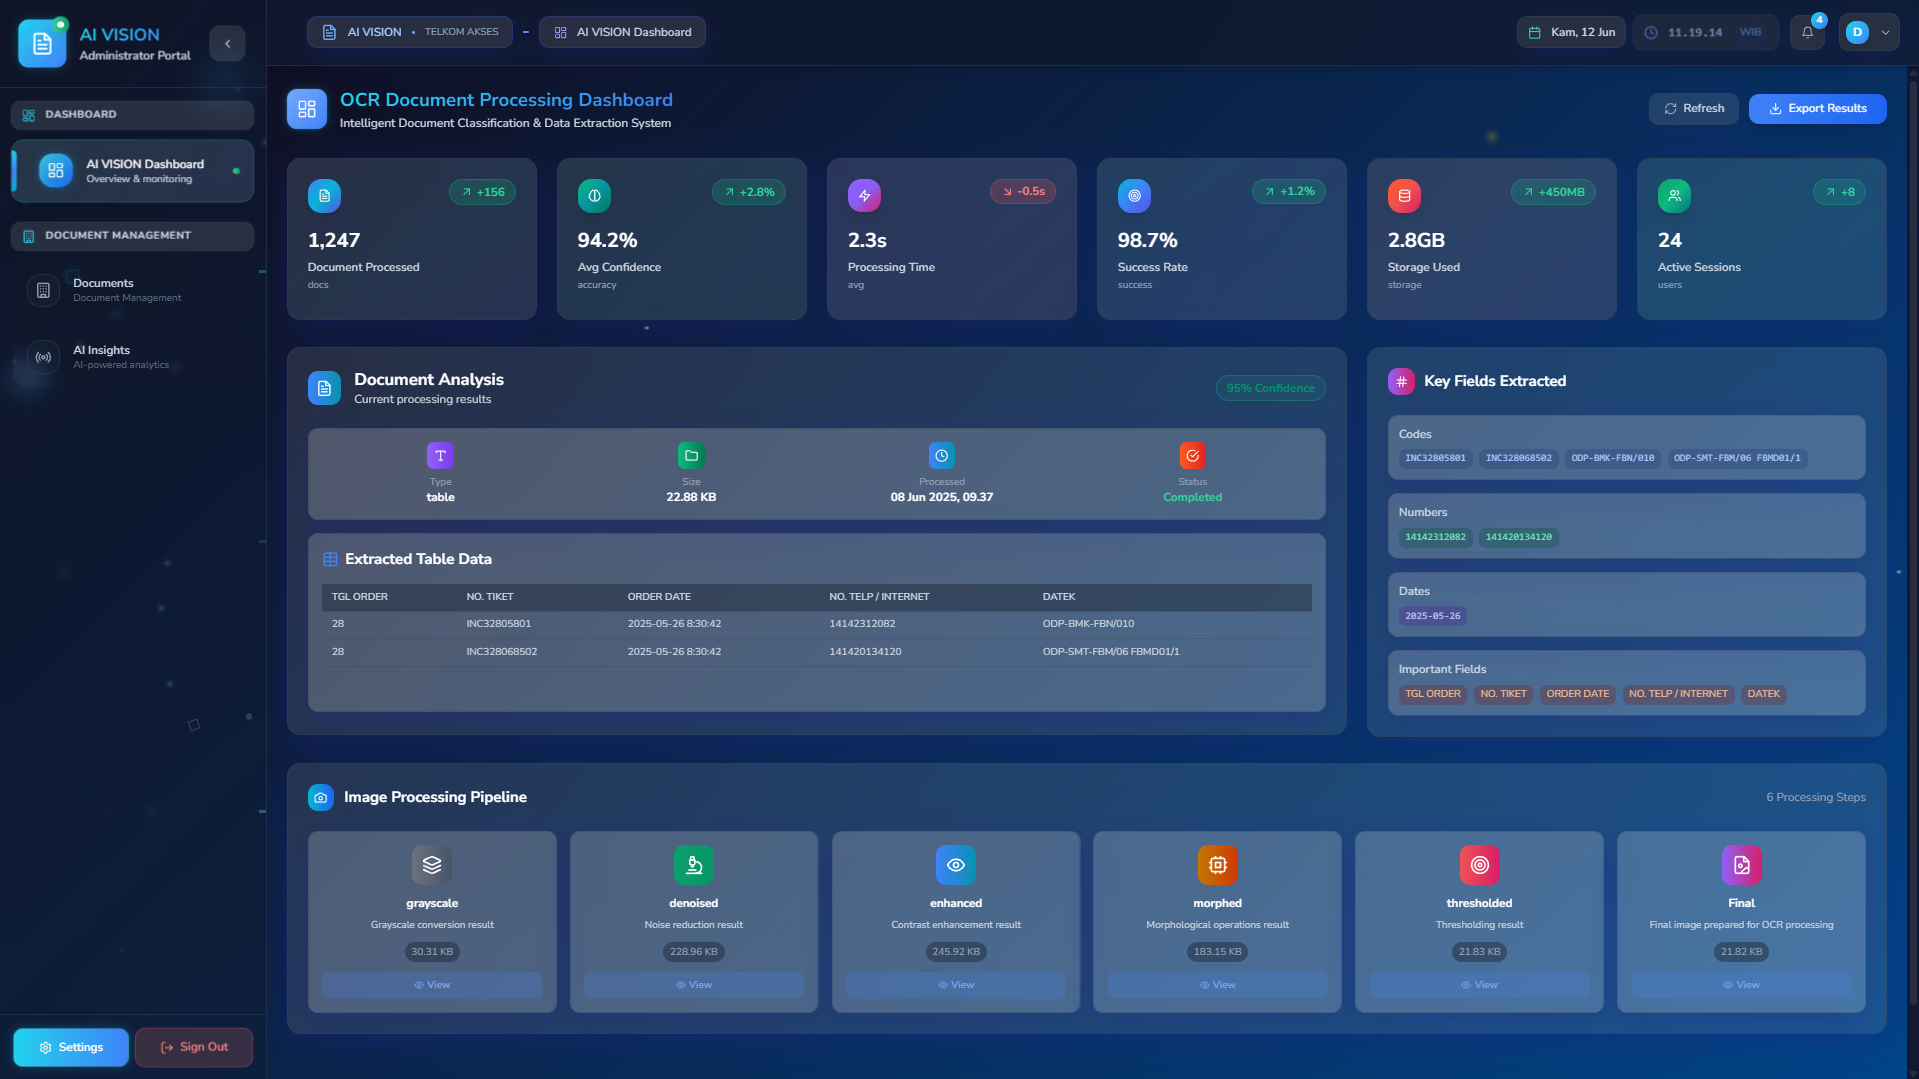 AI VISION
Administrator Portal
AI VISION • TELKOM AKSES - AI VISION Dashboard
Kam, 12 Jun
11.19.14 WIB
4
D
DASHBOARD
AI VISION Dashboard
Overview & monitoring
DOCUMENT MANAGEMENT
Documents
Document Management
AI Insights
AI-powered analytics
Settings
Sign Out
OCR Document Processing Dashboard
Intelligent Document Classification & Data Extraction System
Refresh
Export Results
+156
1,247
Document Processed
docs
+2.8%
94.2%
Avg Confidence
accuracy
-0.5s
2.3s
Processing Time
avg
+1.2%
98.7%
Success Rate
success
+450MB
2.8GB
Storage Used
storage
+8
24
Active Sessions
users
Document Analysis
Current processing results
95% Confidence
Type
table
Size
22.88 KB
Processed
08 Jun 2025, 09.37
Status
Completed
Extracted Table Data
TGL ORDER NO. TIKET ORDER DATE NO. TELP / INTERNET DATEK
28 INC32805801 2025-05-26 8:30:42 14142312082 ODP-BMK-FBN/010
28 INC328068502 2025-05-26 8:30:42 141420134120 ODP-SMT-FBM/06 FBMD01/1
Key Fields Extracted
Codes
INC32805801 INC328068502 ODP-BMK-FBN/010 ODP-SMT-FBM/06 FBMD01/1
Numbers
14142312082 141420134120
Dates
2025-05-26
Important Fields
TGL ORDER NO. TIKET ORDER DATE NO. TELP / INTERNET DATEK
Image Processing Pipeline
6 Processing Steps
grayscale
Grayscale conversion result
30.31 KB
View
denoised
Noise reduction result
228.96 KB
View
enhanced
Contrast enhancement result
245.92 KB
View
morphed
Morphological operations result
183.15 KB
View
thresholded
Thresholding result
21.83 KB
View
Final
Final image prepared for OCR processing
21.82 KB
View